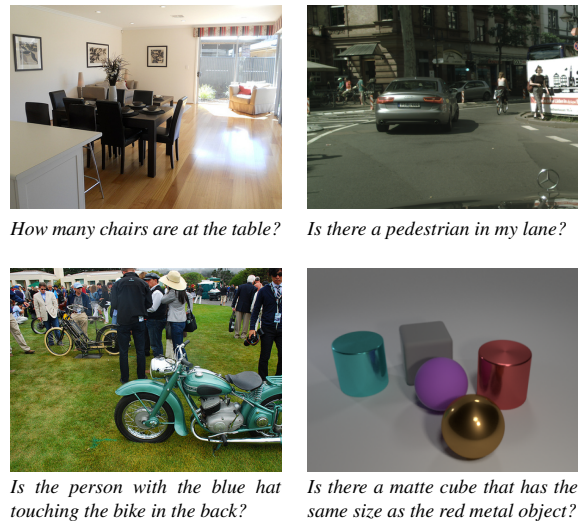 How many chairs are at the table?
Is there a pedestrian in my lane?
Is the person with the blue hat
touching the bike in the back?
Is there a matte cube that has the
same size as the red metal object?